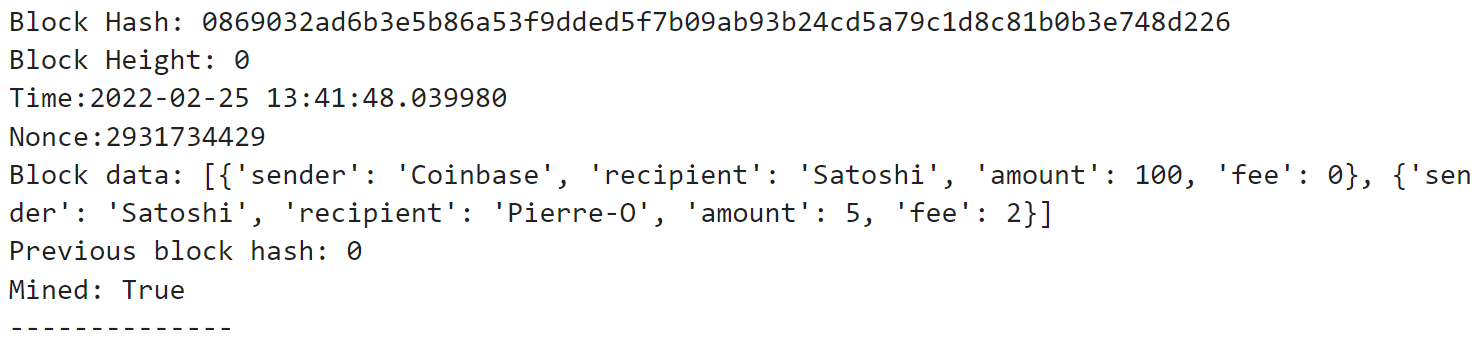 Block Hash: 0869032ad6b3e5b86a53f9dded5f7b09ab93b24cd5a79c1d8c81b0b3e748d226
Block Height: 0
Time:2022-02-25 13:41:48.039980
Nonce:2931734429
Block data: [{'sender': 'Coinbase', 'recipient': 'Satoshi', 'amount': 100, 'fee': 0}, {'sen
der': 'Satoshi', 'recipient': 'Pierre-O', 'amount': 5, 'fee': 2}]
Previous block hash: 0
Mined: True
--------------